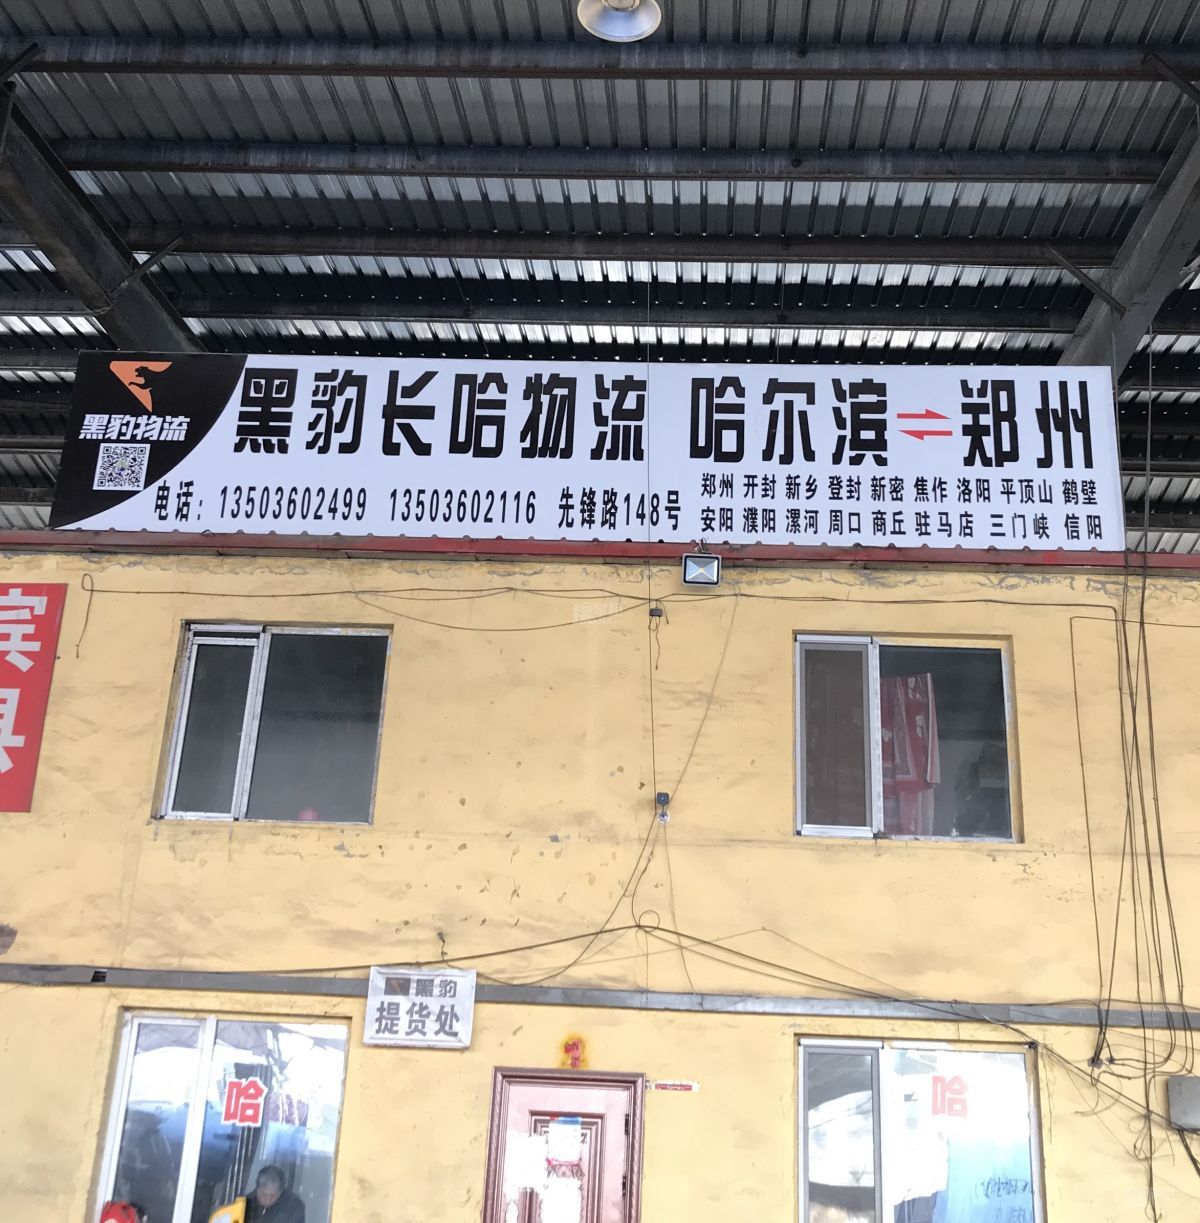 黑豹物流
黑豹长哈物流 哈尔滨⇌郑州
电话：13503602499 13503602116 先锋路148号
郑州 开封 新乡 登封 新密 焦作 洛阳 平顶山 鹤壁
安阳 濮阳 漯河 周口 商丘 驻马店 三门峡 信阳
宾
具
黑豹
提货处
哈
哈